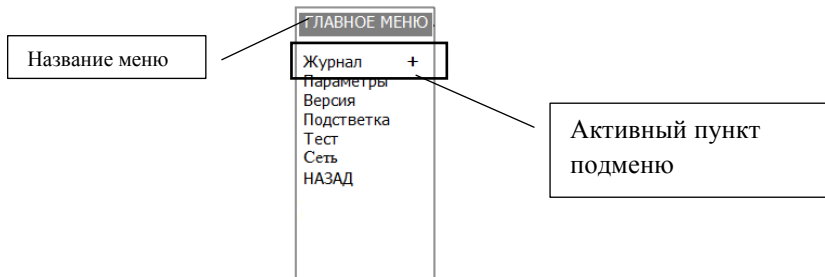 ГЛАВНОЕ МЕНЮ
Название меню
Журнал +
Параметры
Версия
Подстветка
Тест
Сеть
НАЗАД
Активный пункт
подменю